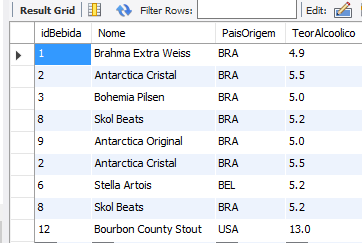 Result Grid Filter Rows: Edit:
idBebida Nome PaisOrigem TeorAlcoolico
1 Brahma Extra Weiss BRA 4.9
2 Antarctica Cristal BRA 5.5
3 Bohemia Pilsen BRA 5.0
8 Skol Beats BRA 5.2
9 Antarctica Original BRA 5.0
2 Antarctica Cristal BRA 5.5
6 Stella Artois BEL 5.2
8 Skol Beats BRA 5.2
12 Bourbon County Stout USA 13.0